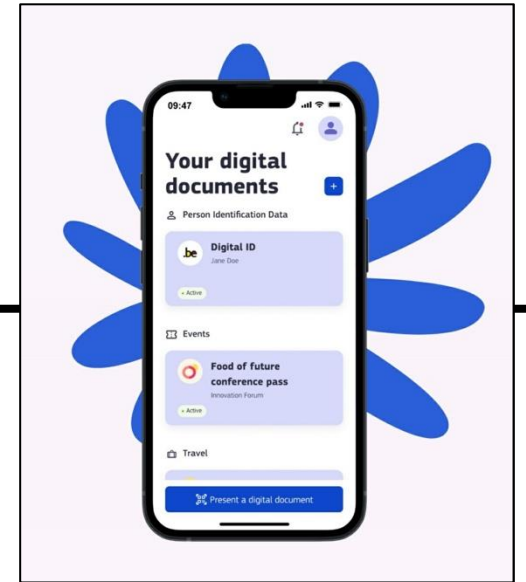 09:47
Your digital
documents
+
Person Identification Data
.be
Digital ID
Jane Doe
Active
Events
Food of future
conference pass
Innovation Forum
Active
Travel
Present a digital document